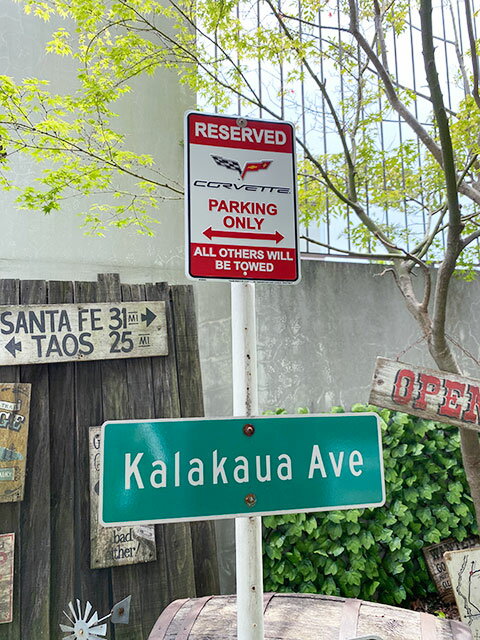 RESERVED
CORVETTE
PARKING
ONLY
ALL OTHERS WILL
BE TOWED
SANTA FE 31 MI
TAOS 25 MI
OPEN
Kalakaua Ave
bad
ther